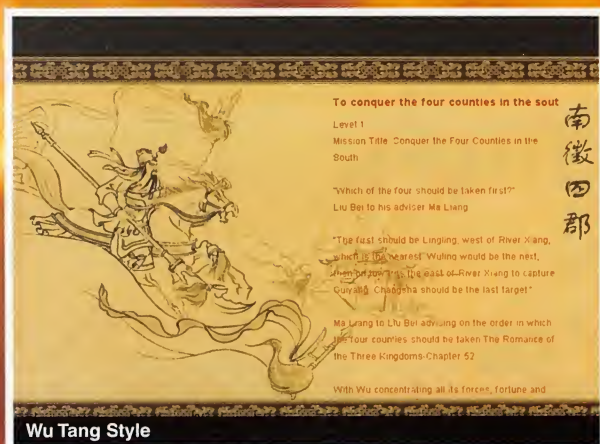 To conquer the four counties in the sout
Level 1
Mission Title: Conquer the Four Counties in the
South
"Which of the four should be taken first?"
Liu Bei to his adviser Ma Liang
"The first should be Lingling, west of River Xiang,
which is the nearest. Wuling would be the next,
then on towards the east of River Xiang to capture
Guiyang. Changsha should be the last target."
Ma Liang to Liu Bei advising on the order in which
the four counties should be taken The Romance of
the Three Kingdoms-Chapter 52
With Wu concentrating all its forces, fortune and
南
徵
四
郡
Wu Tang Style